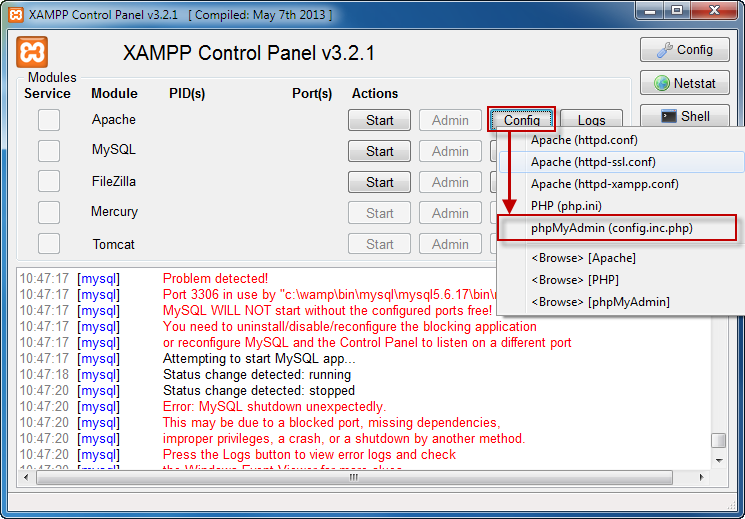 XAMPP Control Panel v3.2.1 [ Compiled: May 7th 2013 ]
XAMPP Control Panel v3.2.1
Config
Modules
Service Module PID(s) Port(s) Actions
Netstat
Apache Start Admin Config Logs
Shell
MySQL Start Admin
FileZilla Start Admin
Mercury Start Admin
Tomcat Start Admin
Apache (httpd.conf)
Apache (httpd-ssl.conf)
Apache (httpd-xampp.conf)
PHP (php.ini)
phpMyAdmin (config.inc.php)
<Browse> [Apache]
<Browse> [PHP]
<Browse> [phpMyAdmin]
10:47:17 [mysql] Problem detected!
10:47:17 [mysql] Port 3306 in use by "c:\wamp\bin\mysql\mysql5.6.17\bin\
10:47:17 [mysql] MySQL WILL NOT start without the configured ports free!
10:47:17 [mysql] You need to uninstall/disable/reconfigure the blocking application
10:47:17 [mysql] or reconfigure MySQL and the Control Panel to listen on a different port
10:47:17 [mysql] Attempting to start MySQL app...
10:47:18 [mysql] Status change detected: running
10:47:20 [mysql] Status change detected: stopped
10:47:20 [mysql] Error: MySQL shutdown unexpectedly.
10:47:20 [mysql] This may be due to a blocked port, missing dependencies,
10:47:20 [mysql] improper privileges, a crash, or a shutdown by another method.
10:47:20 [mysql] Press the Logs button to view error logs and check
10:47:20 [mysql] the Windows Event Viewer for more clues